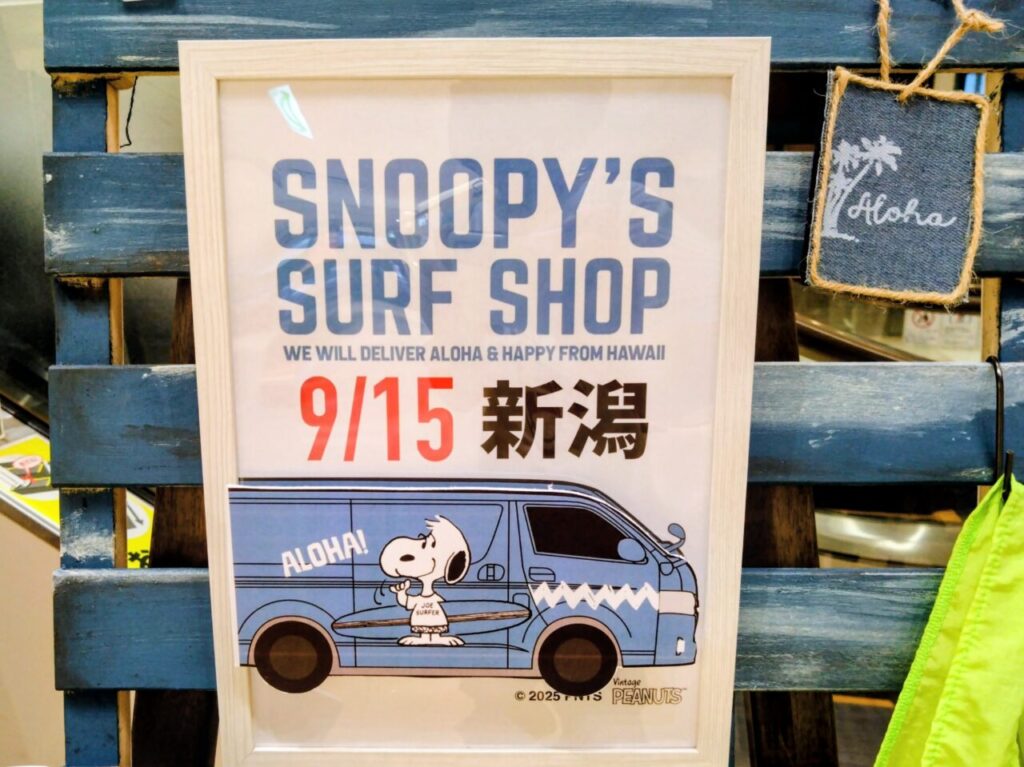 SNOOPY'S
SURF SHOP
WE WILL DELIVER ALOHA & HAPPY FROM HAWAII
9/15 新潟
ALOHA!
JOE
SURFER
© 2025 PNTS
Vintage
PEANUTS
Aloha